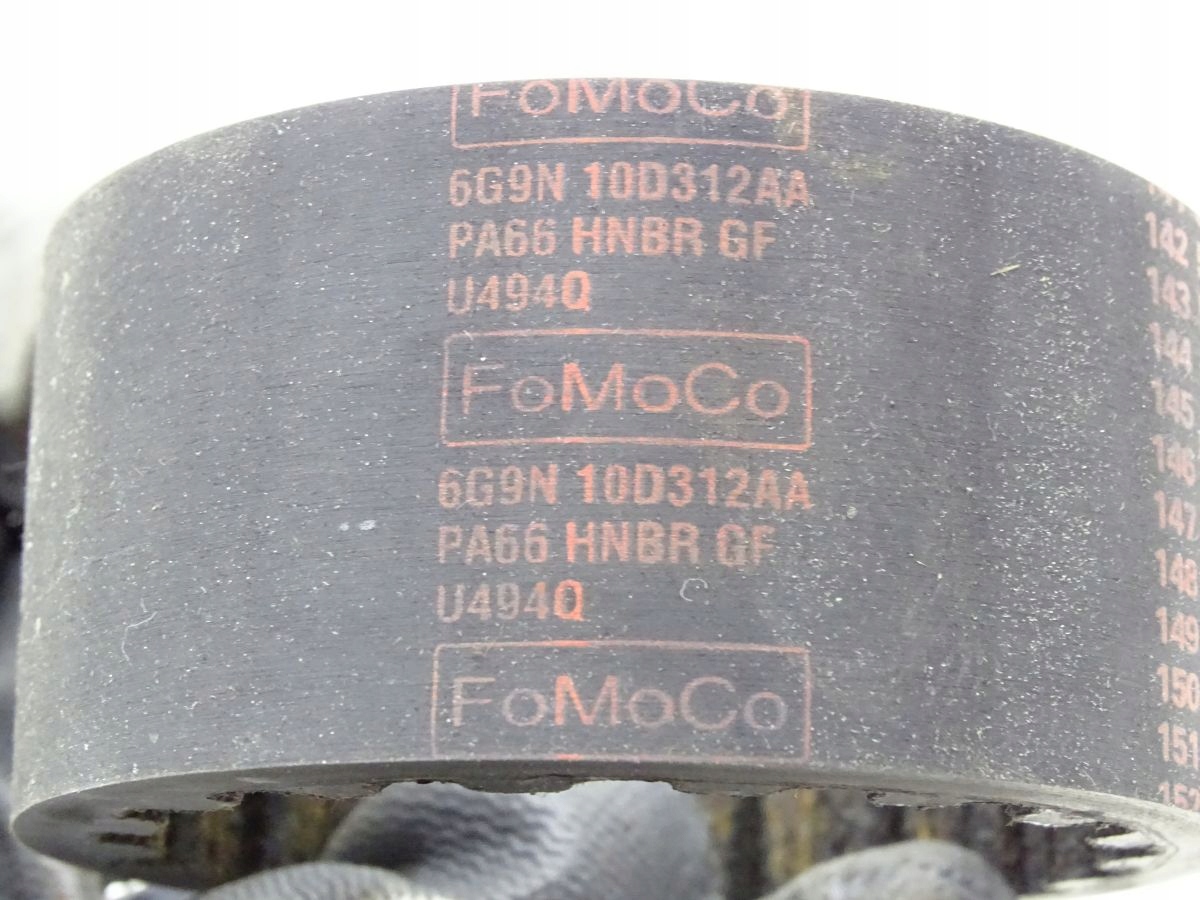 FoMoCo
6G9N 10D312AA
PA66 HNBR GF
U494Q
FoMoCo
6G9N 10D312AA
PA66 HNBR GF
U494Q
FoMoCo
142
143
144
145
146
147
148
149
150
151
152